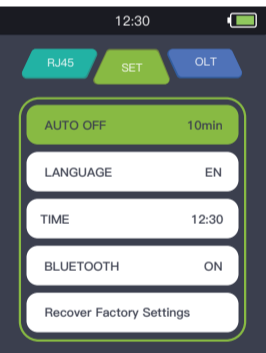 12:30
RJ45 SET OLT
AUTO OFF 10min
LANGUAGE EN
TIME 12:30
BLUETOOTH ON
Recover Factory Settings